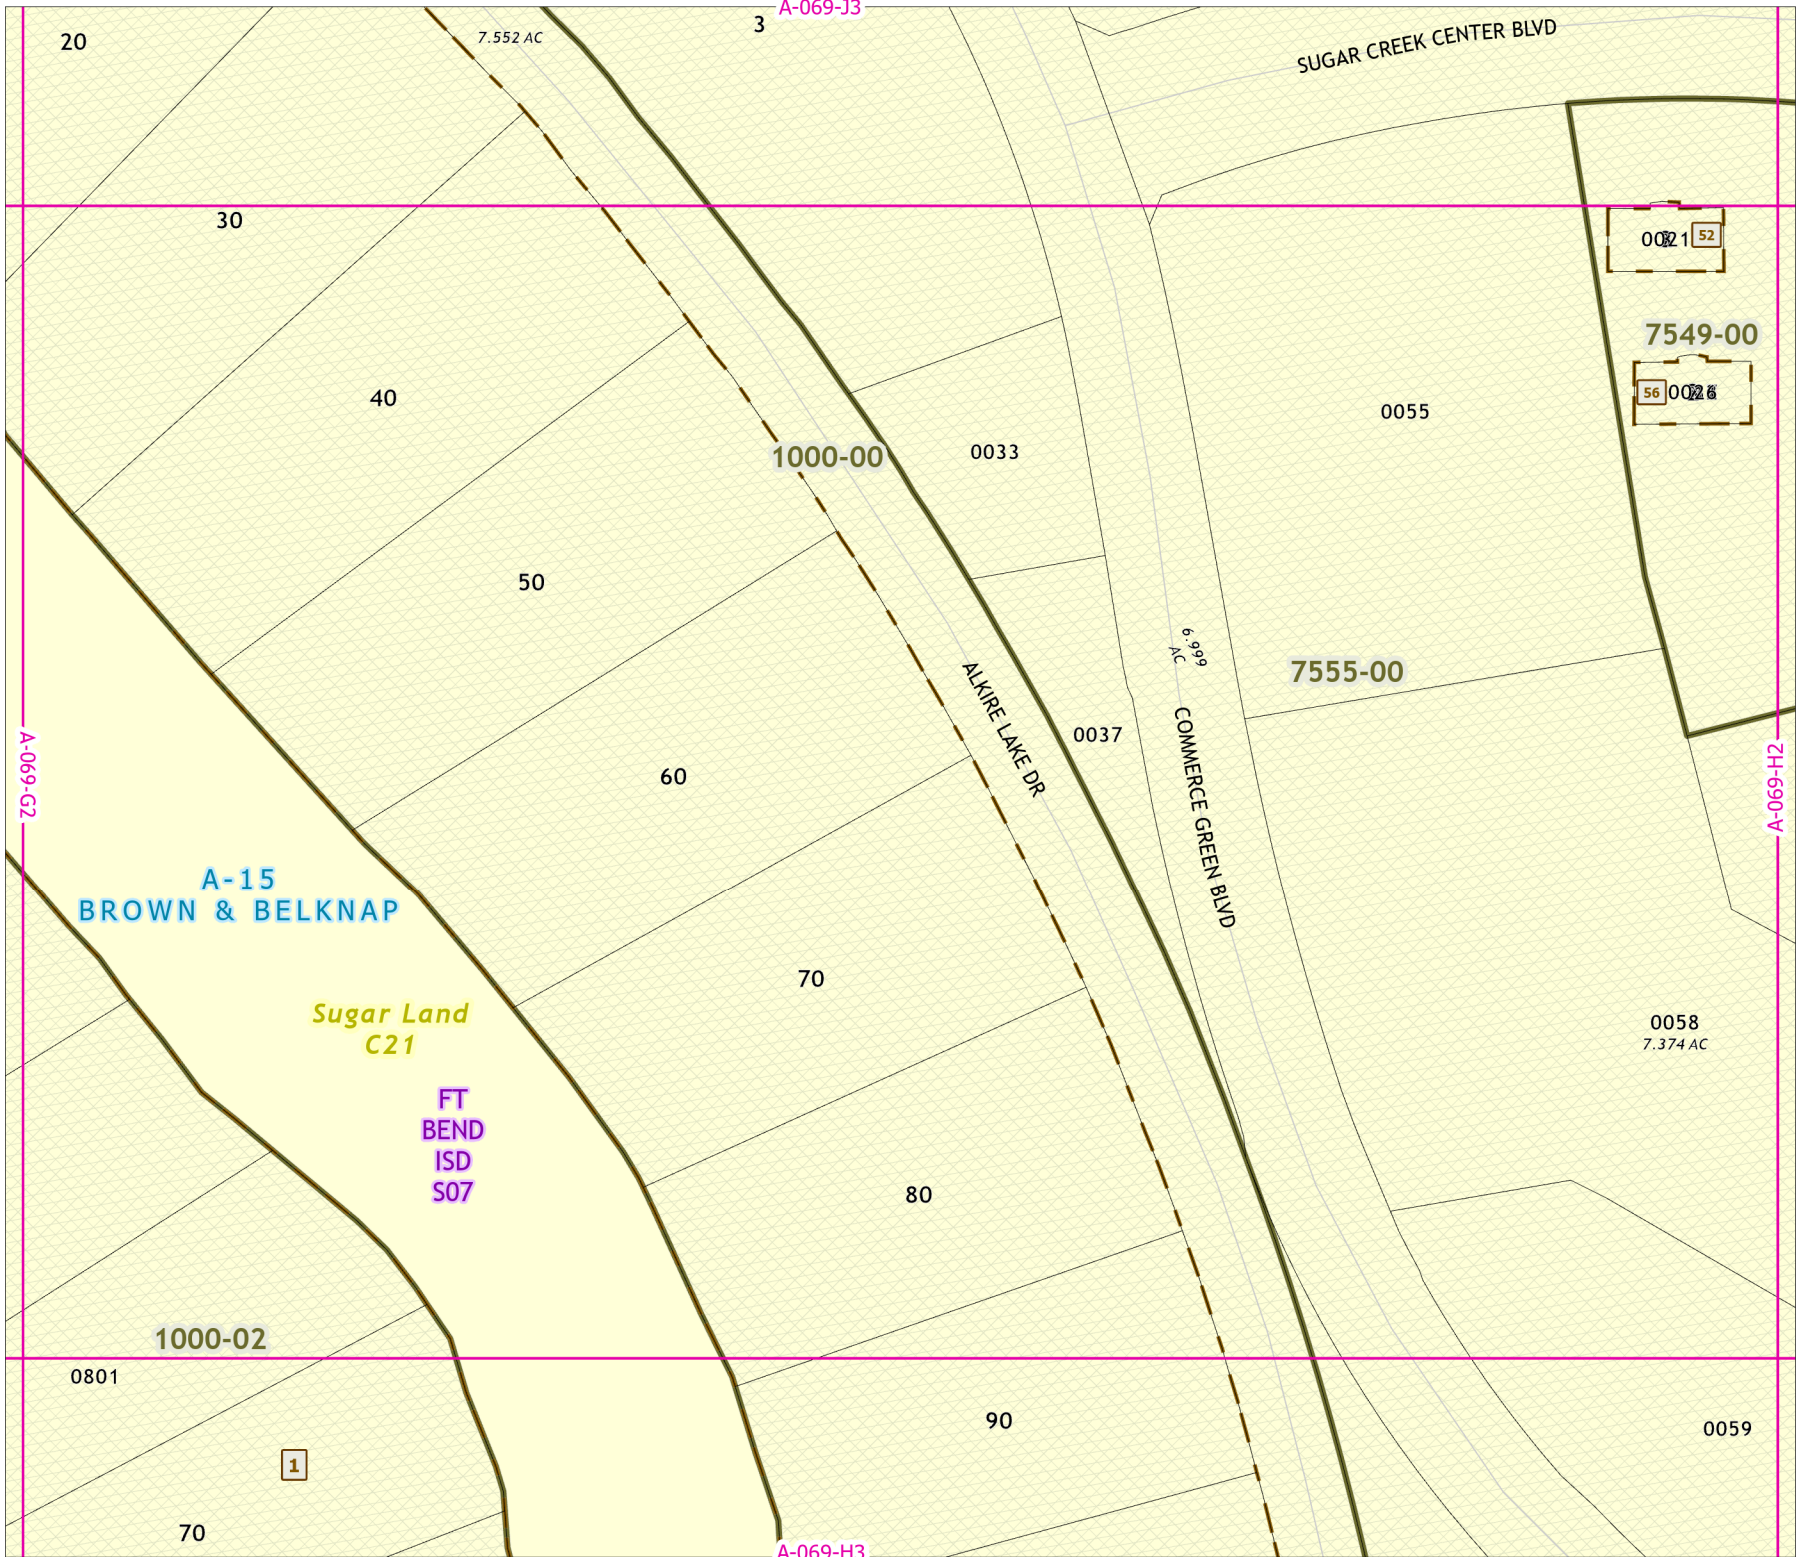 A-069-J3
3
20
7.552 AC
SUGAR CREEK CENTER BLVD
30
0021
52
7549-00
40
56
0055
1000-00
0033
50
6.999
AC
7555-00
ALKIRE LAKE DR
0037
COMMERCE GREEN BLVD
A-069-G2
A-069-H2
60
A-15
BROWN & BELKNAP
70
Sugar Land
C21
0058
7.374 AC
FT
BEND
ISD
S07
80
1000-02
0801
90
0059
1
70
A-069-H3